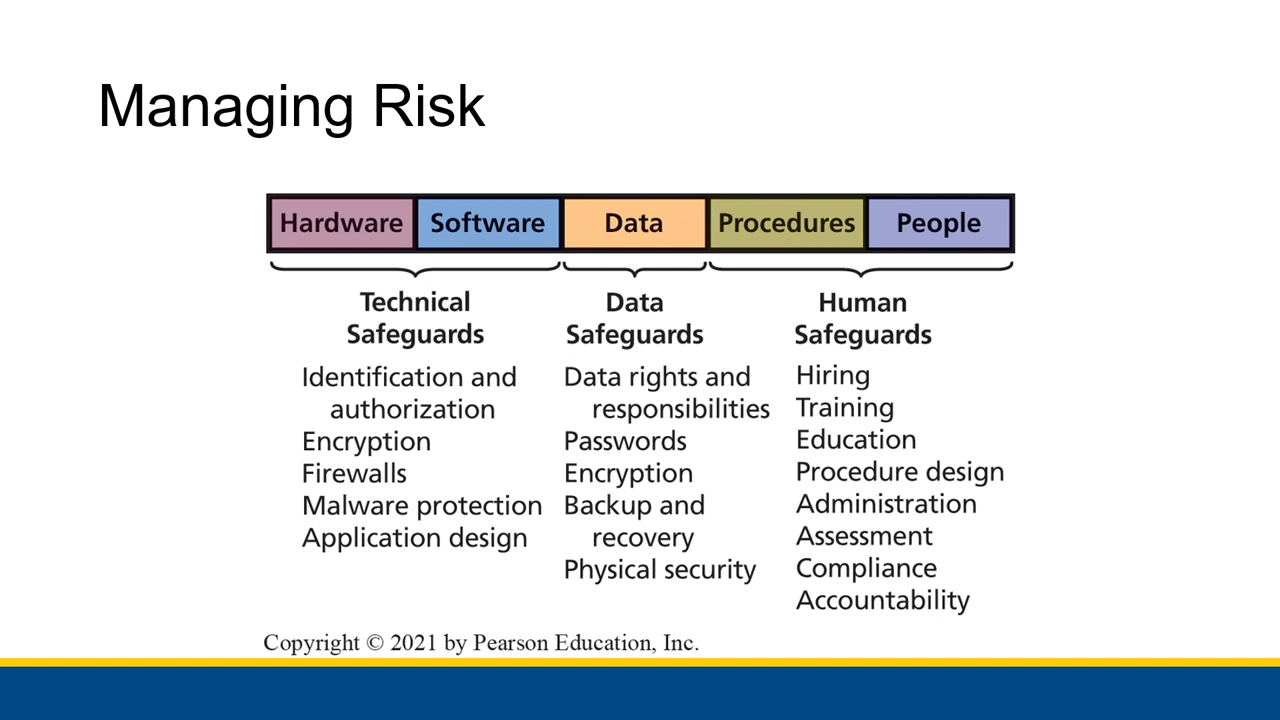 Managing Risk
Hardware Software Data Procedures People
Technical
Safeguards
Identification and
authorization
Encryption
Firewalls
Malware protection
Application design
Data
Safeguards
Data rights and
responsibilities
Passwords
Encryption
Backup and
recovery
Physical security
Human
Safeguards
Hiring
Training
Education
Procedure design
Administration
Assessment
Compliance
Accountability
Copyright © 2021 by Pearson Education, Inc.